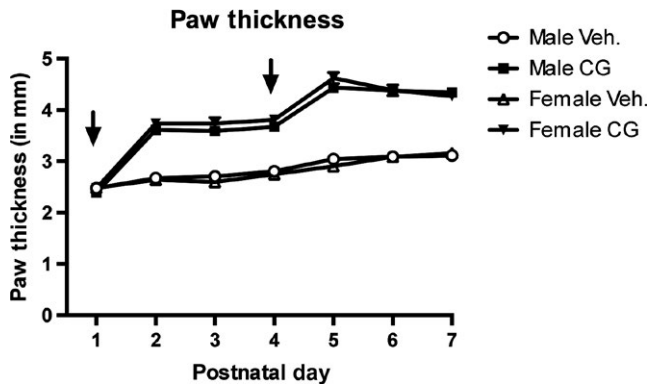 Paw thickness
Paw thickness (in mm)
5
4
3
2
1
0
1 2 3 4 5 6 7
Postnatal day
Male Veh.
Male CG
Female Veh.
Female CG